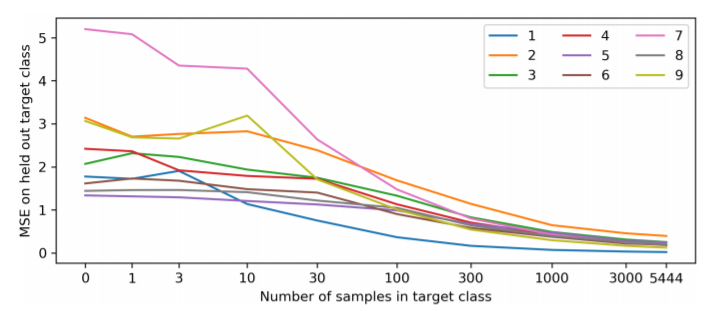 5
4
3
2
1
0
MSE on held out target class
1 4 7
2 5 8
3 6 9
0 1 3 10 30 100 300 1000 3000 5444
Number of samples in target class